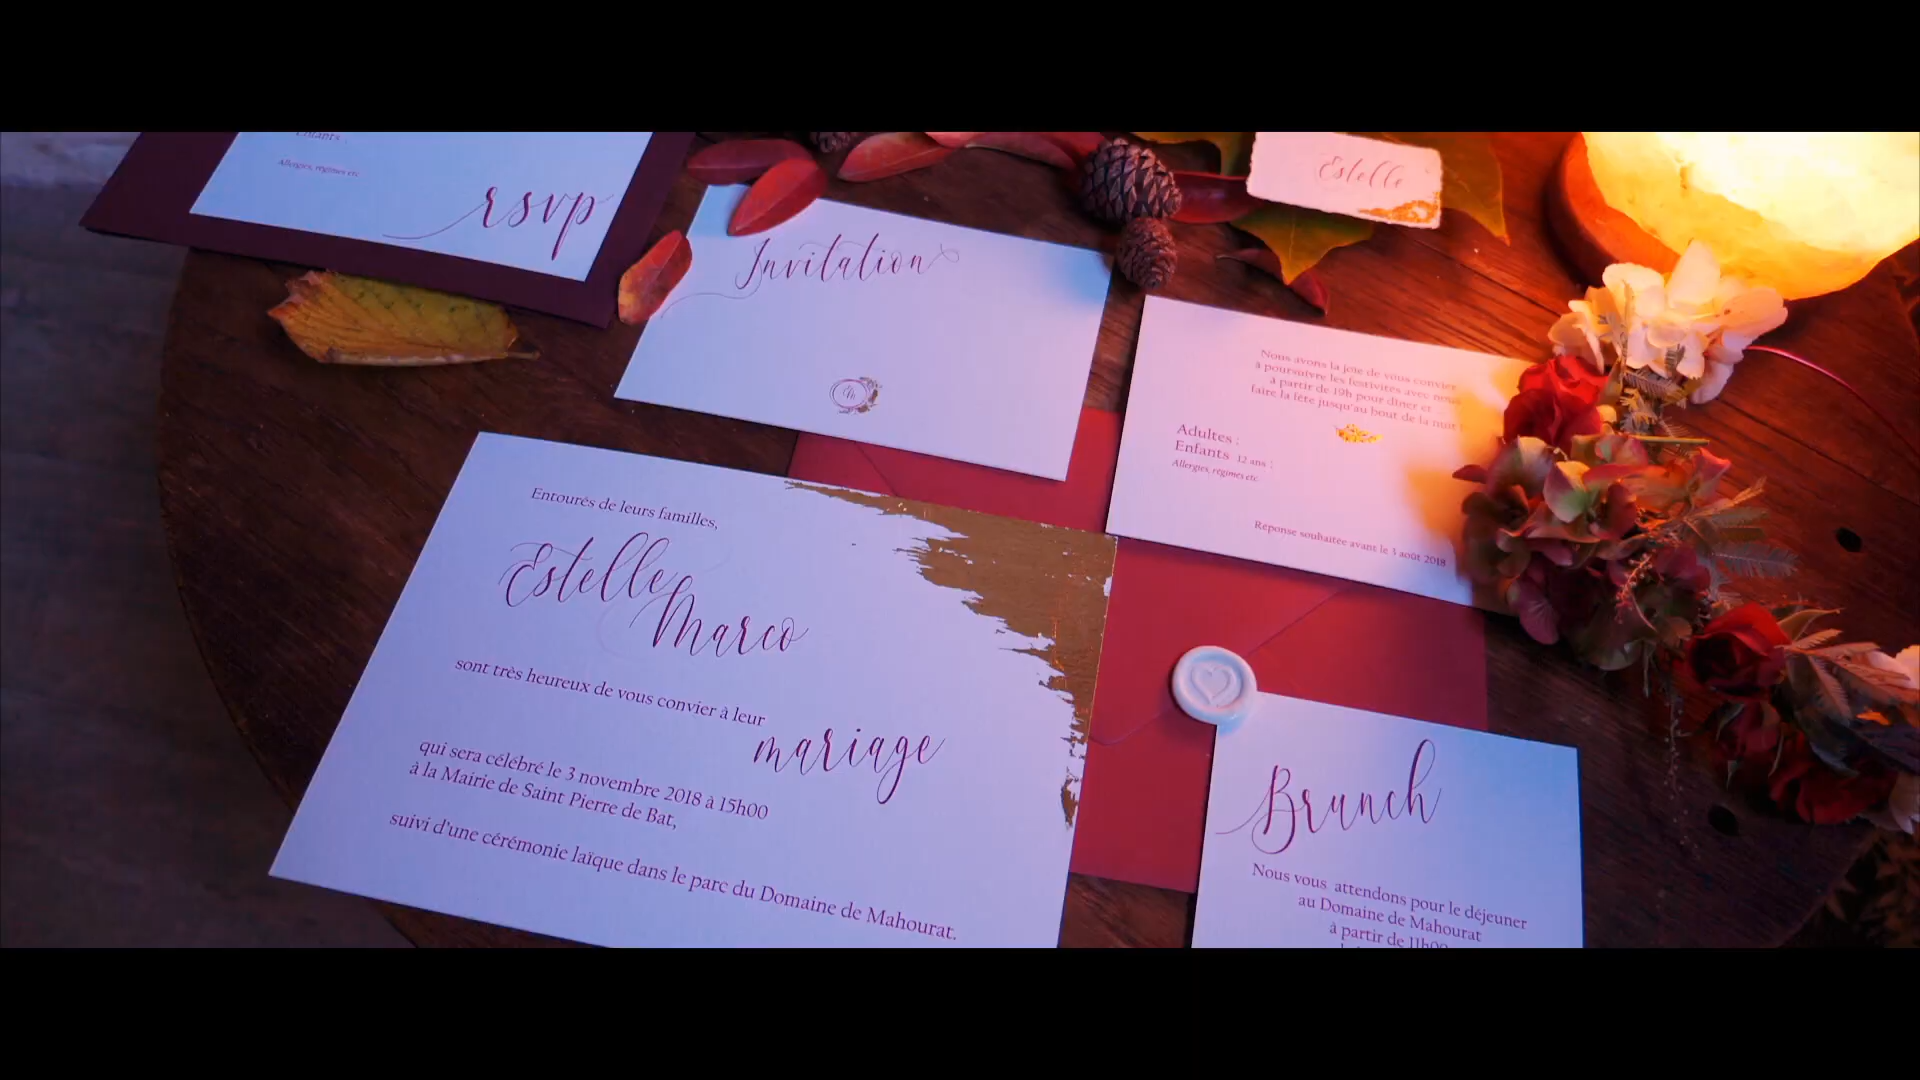 Enfants :
Allergies, régimes etc
rsvp
Estelle
Invitation
Nous avons la joie de vous convier
à poursuivre les festivités avec nous
à partir de 19h pour dîner et
faire la fête jusqu'au bout de la nuit !
Adultes :
Enfants 12 ans :
Allergies, régimes etc
Réponse souhaitée avant le 3 août 2018
Entourés de leurs familles,
Estelle
Marco
sont très heureux de vous convier à leur
mariage
qui sera célébré le 3 novembre 2018 à 15h00
à la Mairie de Saint Pierre de Bat,
suivi d'une cérémonie laïque dans le parc du Domaine de Mahourat.
Brunch
Nous vous attendons pour le déjeuner
au Domaine de Mahourat
à partir de 11h00